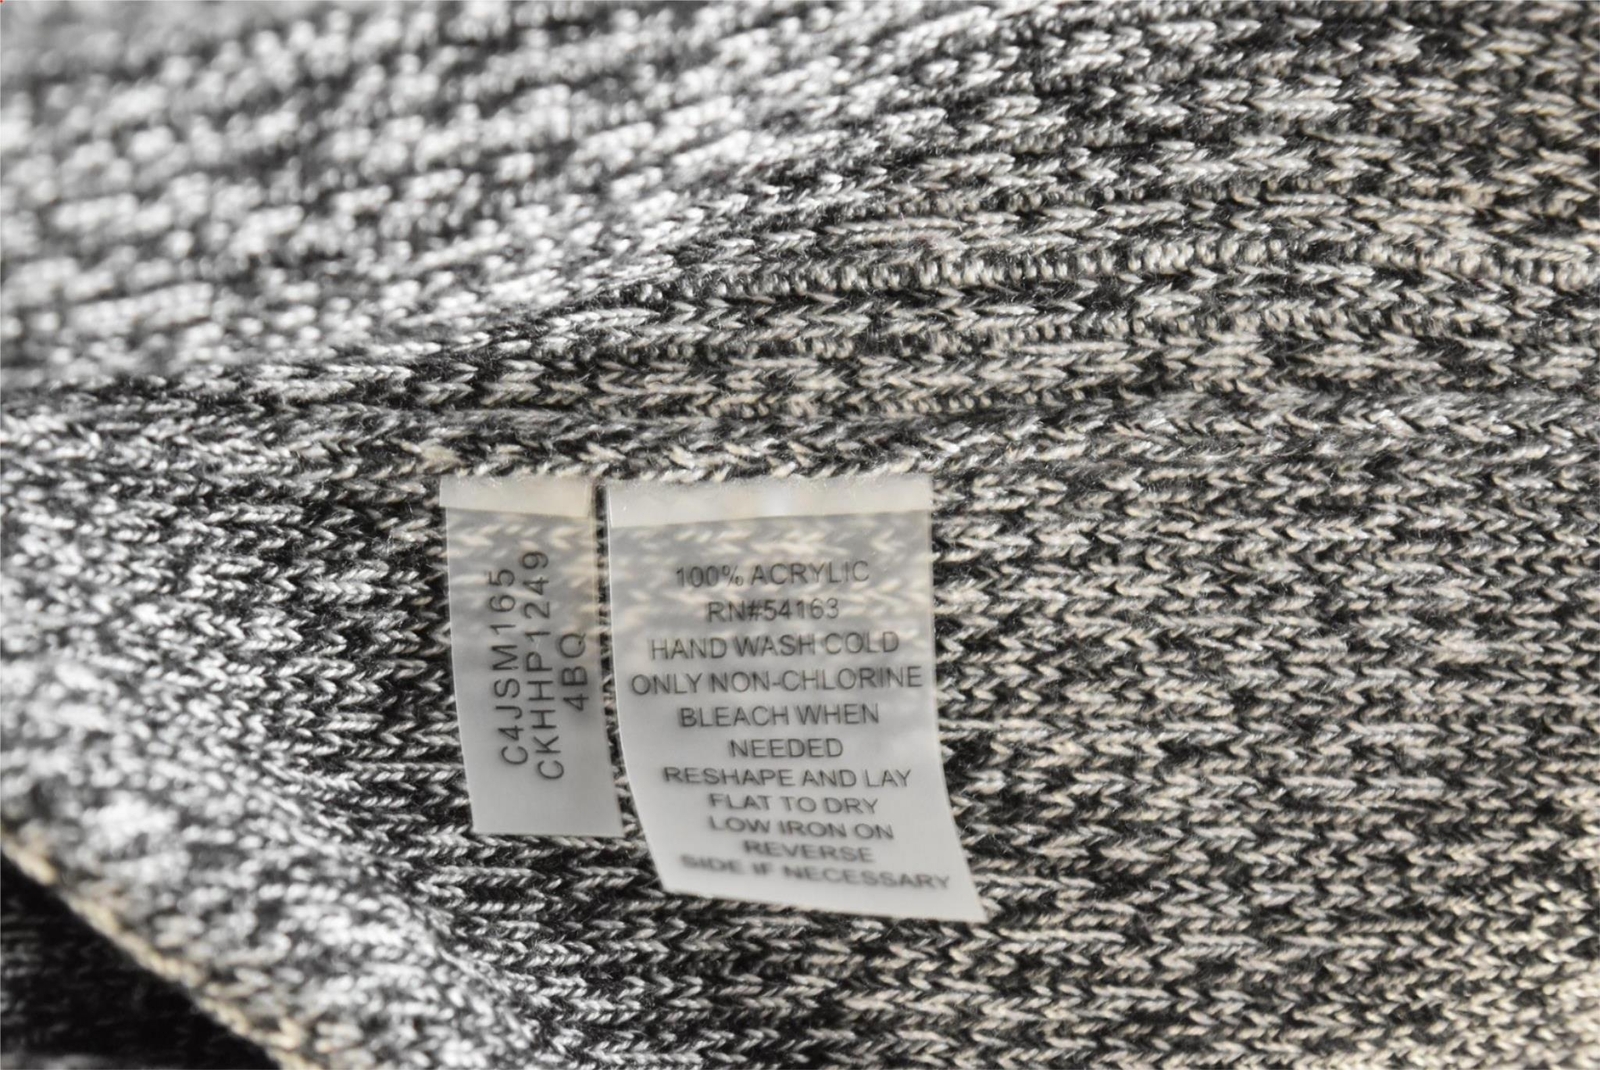 C4JSM165
CKHHP1249
4BQ
100% ACRYLIC
RN#54163
HAND WASH COLD
ONLY NON-CHLORINE
BLEACH WHEN
NEEDED
RESHAPE AND LAY
FLAT TO DRY
LOW IRON ON
REVERSE
SIDE IF NECESSARY